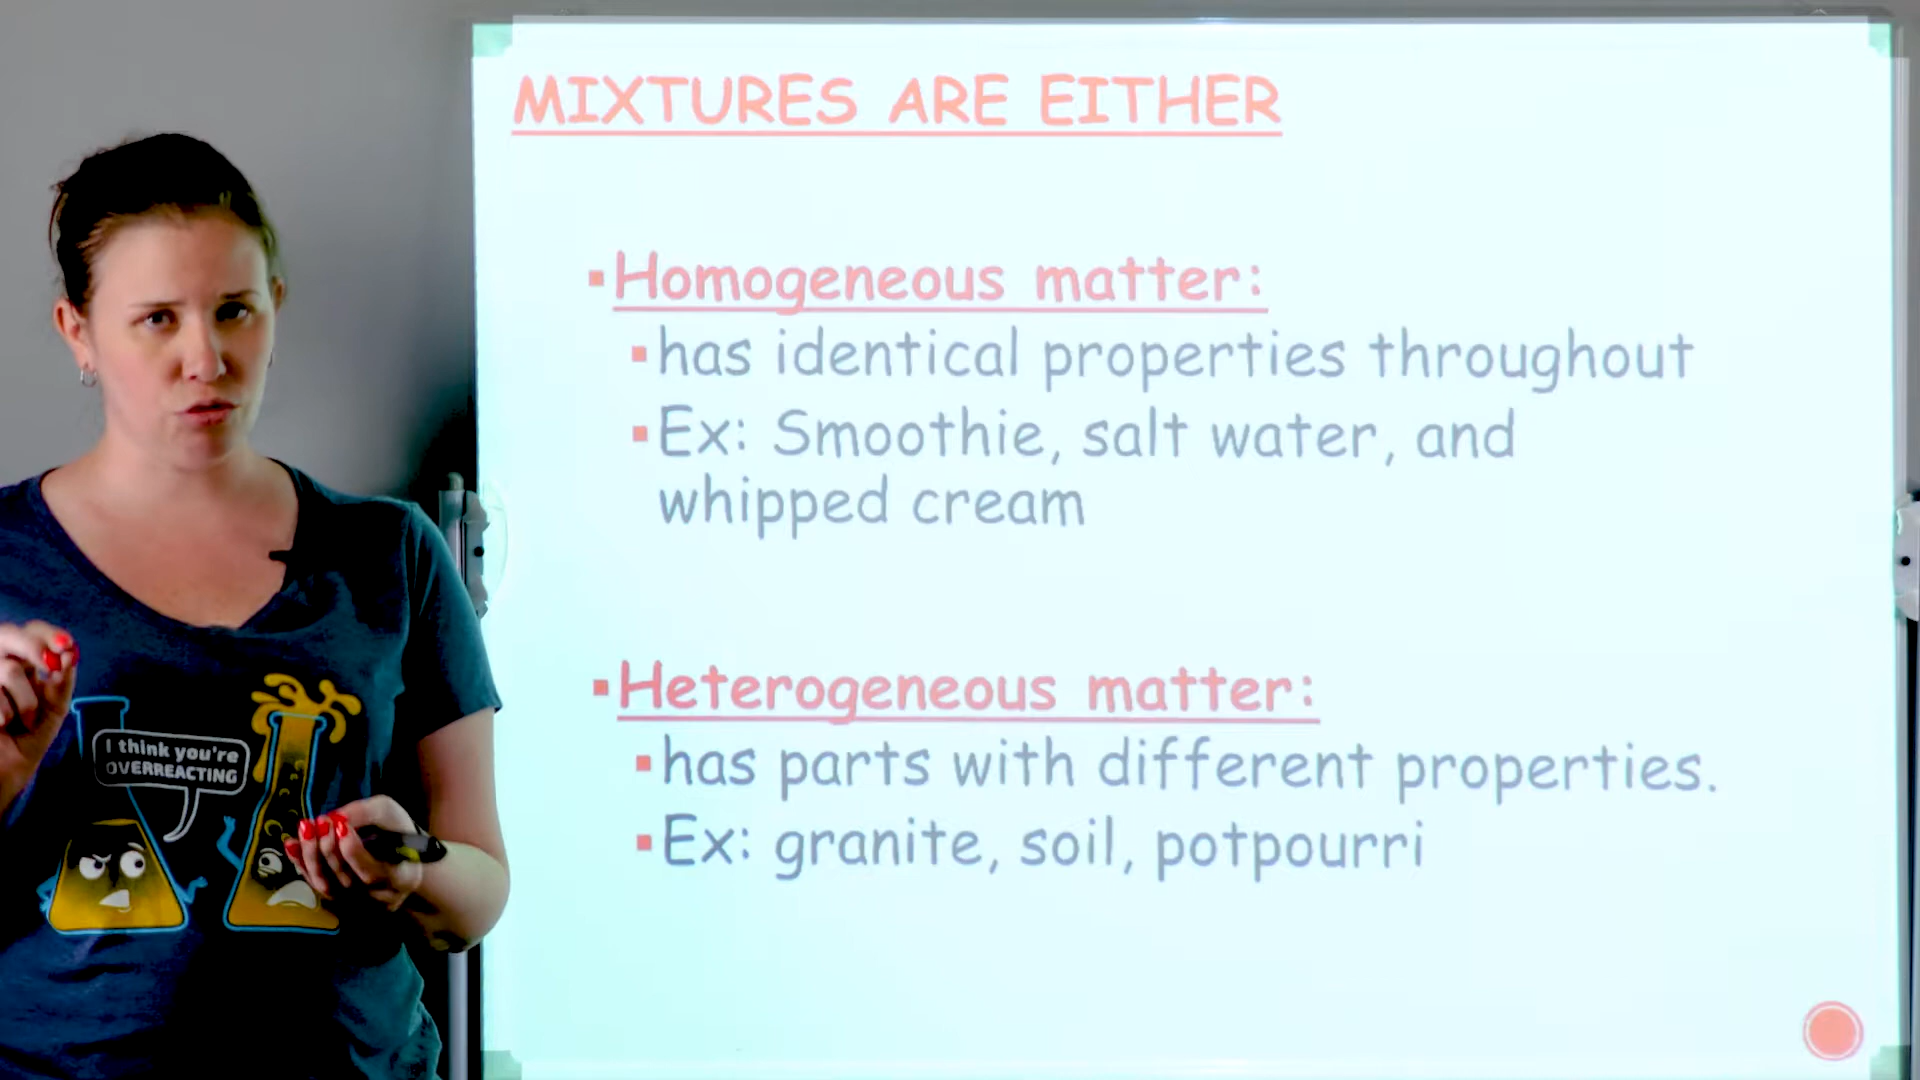 MIXTURES ARE EITHER
▪Homogeneous matter:
▪has identical properties throughout
▪Ex: Smoothie, salt water, and
whipped cream
▪Heterogeneous matter:
▪has parts with different properties.
▪Ex: granite, soil, potpourri
I think you're
OVERREACTING